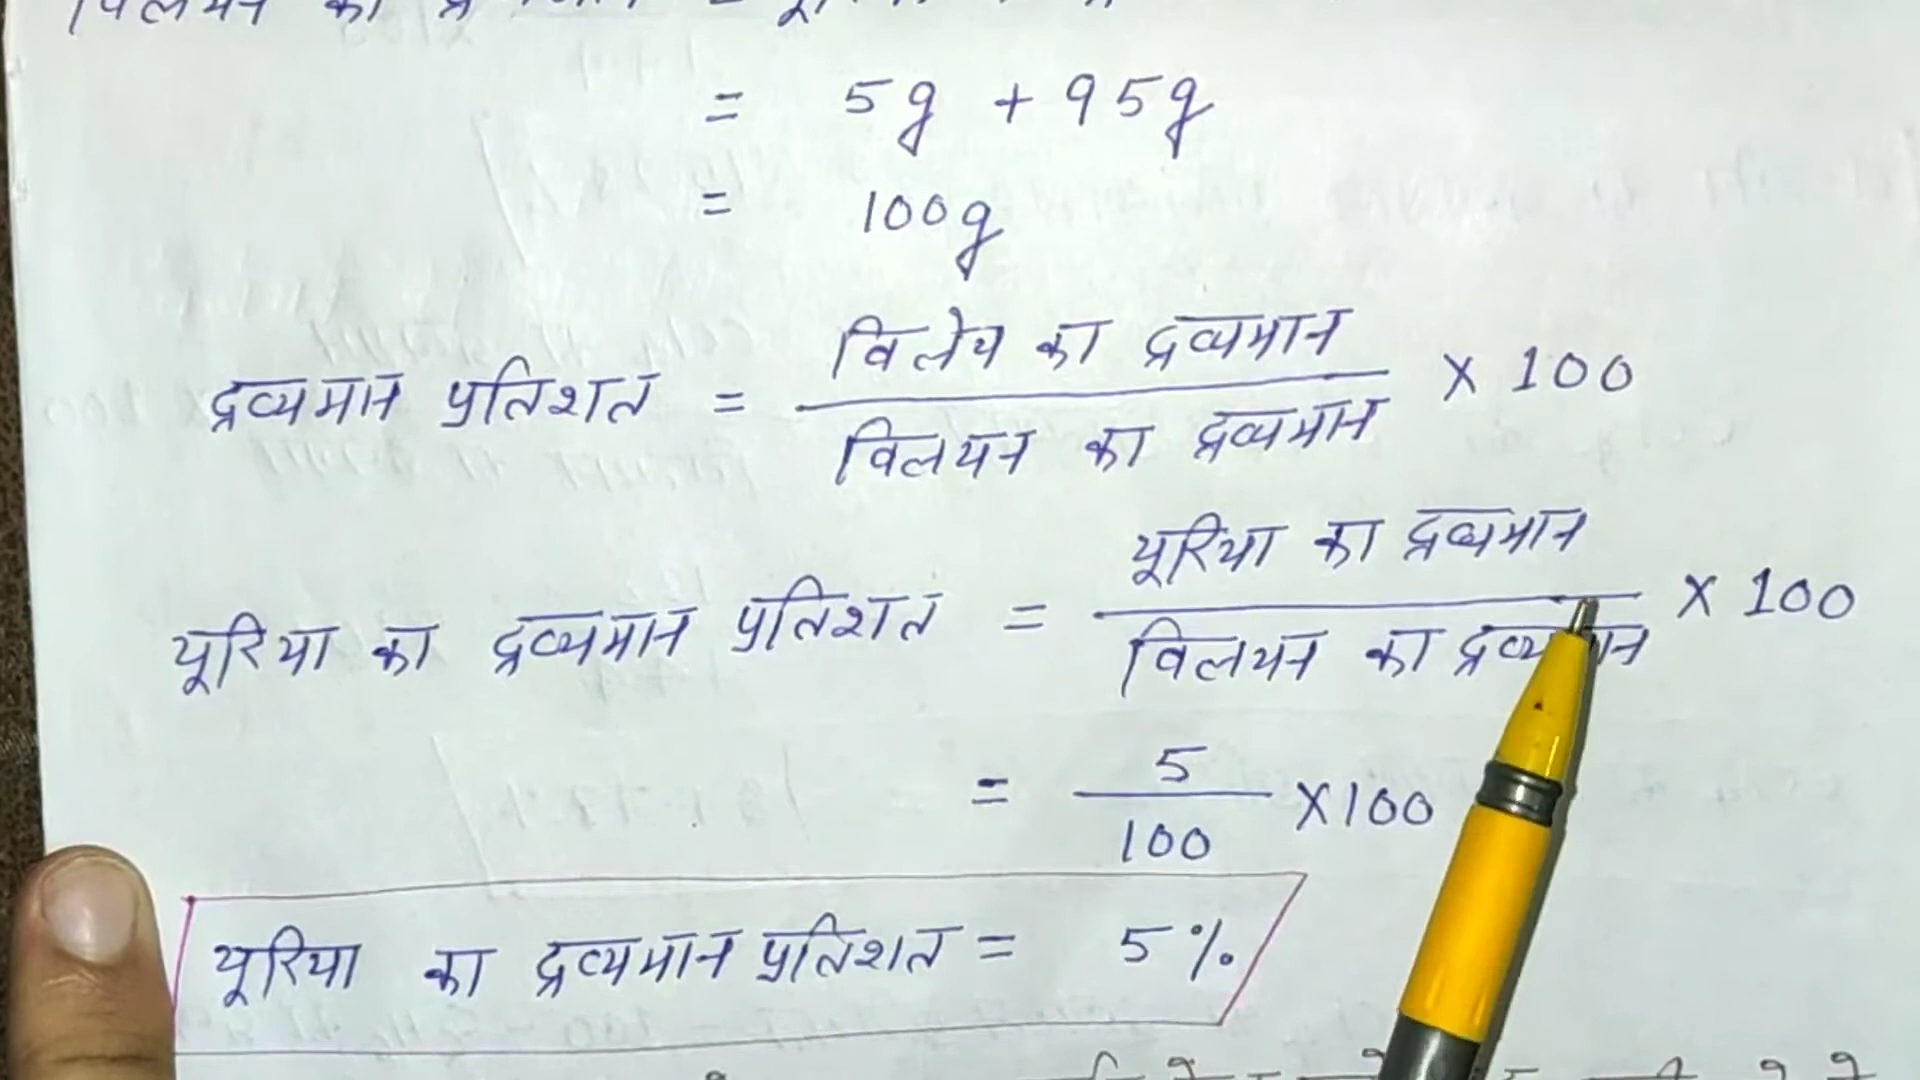 विलयन का
= 5g + 95g
= 100g
द्रव्यमान प्रतिशत = विलेय का द्रव्यमान / विलयन का द्रव्यमान X 100
यूरिया का द्रव्यमान प्रतिशत = यूरिया का द्रव्यमान / विलयन का द्रव्यमान X 100
= 5 / 100 X 100
यूरिया का द्रव्यमान प्रतिशत = 5%